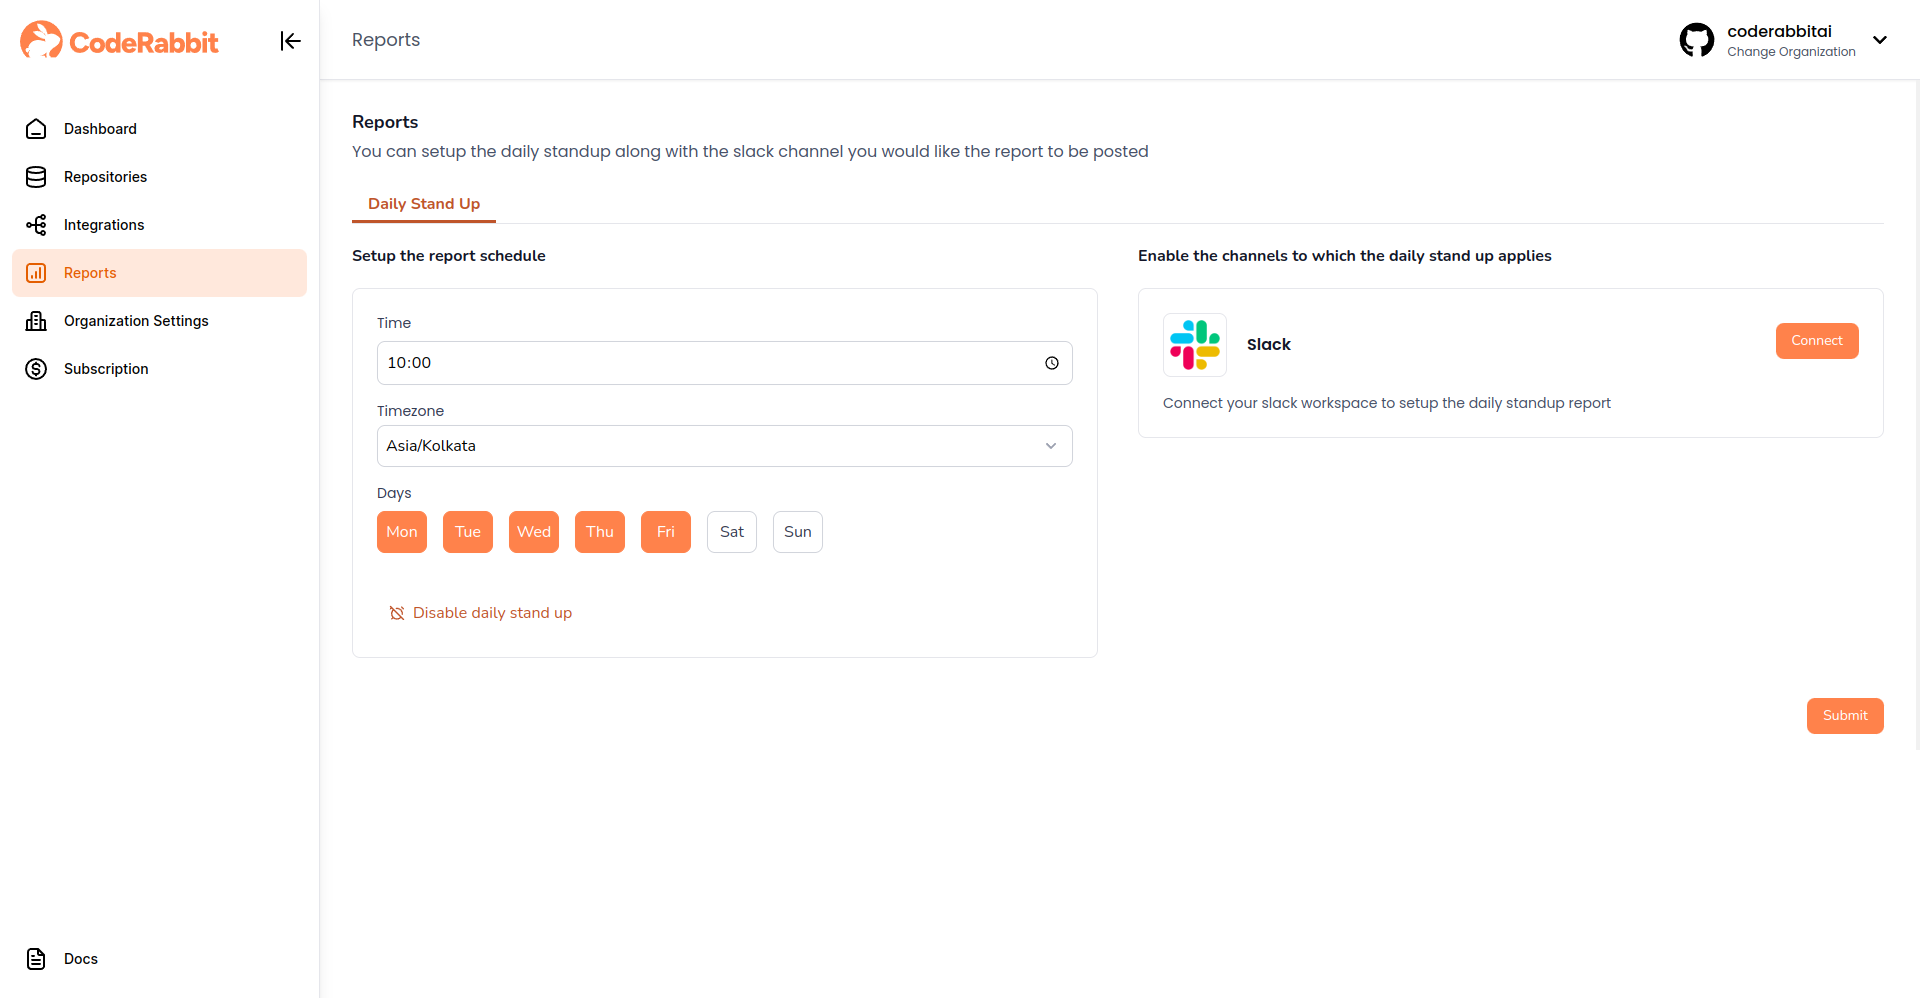 CodeRabbit
Reports
coderabbitai
Change Organization
Dashboard
Repositories
Integrations
Reports
Organization Settings
Subscription
Docs
Reports
You can setup the daily standup along with the slack channel you would like the report to be posted
Daily Stand Up
Setup the report schedule
Time
10:00
Timezone
Asia/Kolkata
Days
Mon Tue Wed Thu Fri Sat Sun
Disable daily stand up
Enable the channels to which the daily stand up applies
Slack
Connect
Connect your slack workspace to setup the daily standup report
Submit